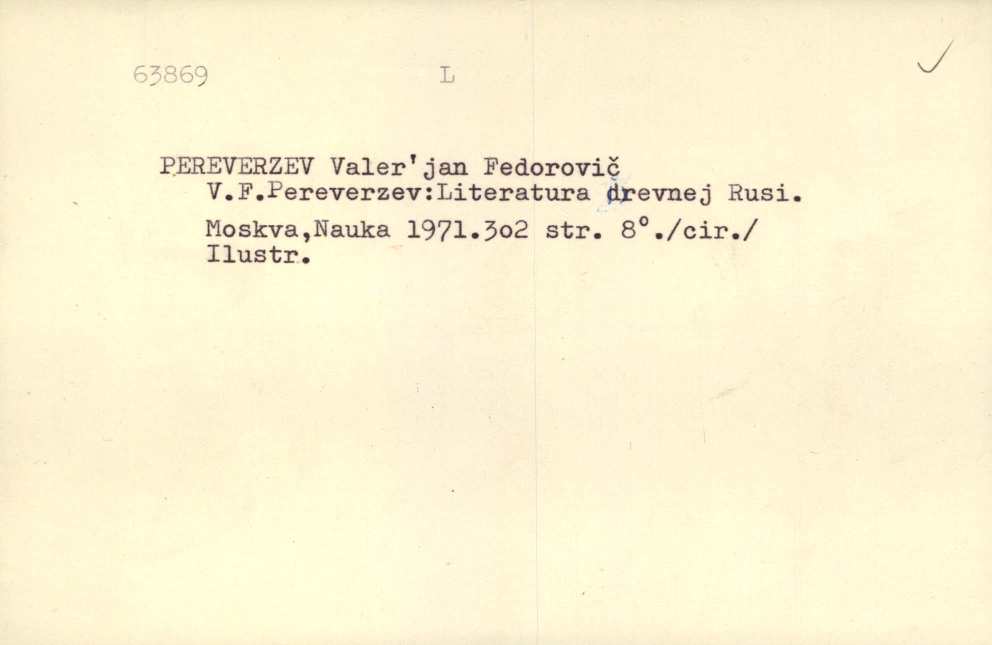 63869 L
PEREVERZEV Valer'jan Fedorovič
V.F.Pereverzev:Literatura drevnej Rusi.
Moskva,Nauka 1971.3o2 str. 8°./cir./
Ilustr.